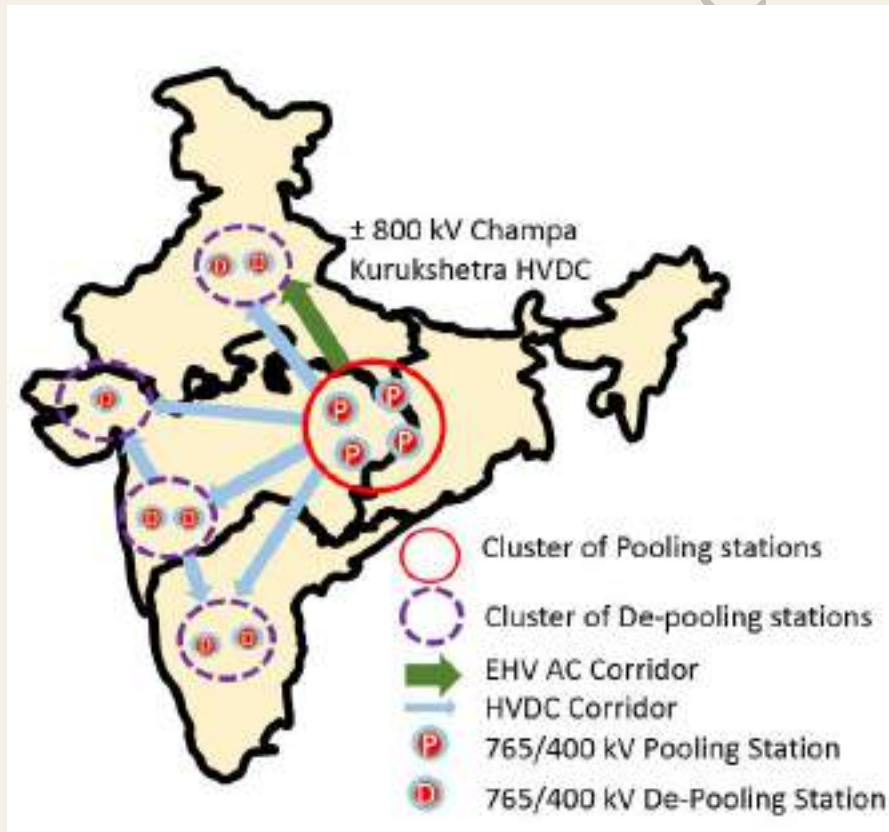 ± 800 kV Champa
Kurukshetra HVDC
D D
P P
D
P P
D D
D D
Cluster of Pooling stations
Cluster of De-pooling stations
EHV AC Corridor
HVDC Corridor
P 765/400 kV Pooling Station
D 765/400 kV De-Pooling Station